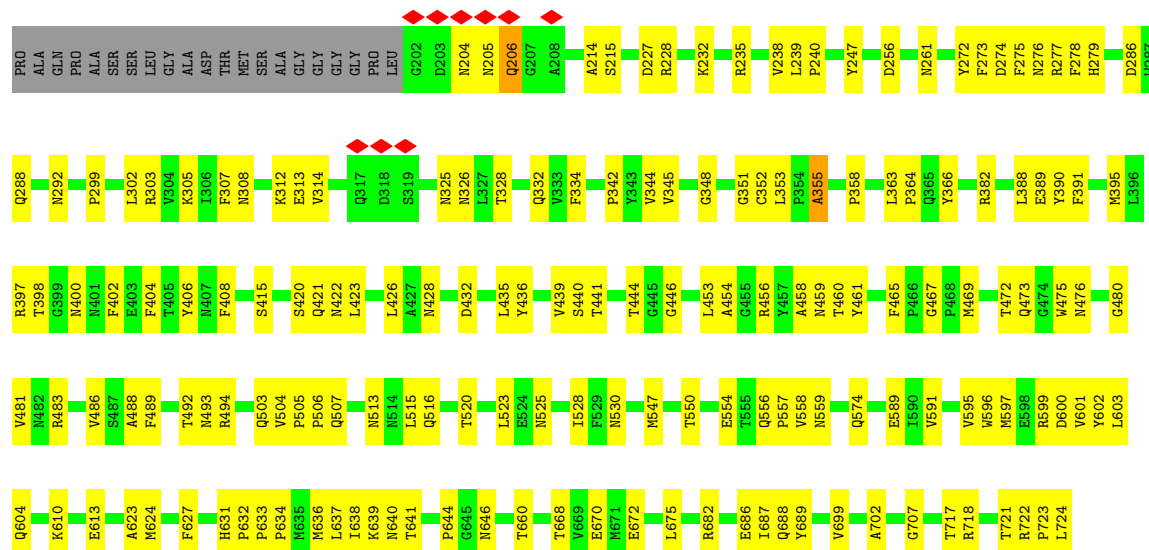 PRO ALA GLN PRO ALA SER SER LEU GLY ALA ASP THR MET SER ALA GLY GLY GLY GLY PRO LEU G202 D203 N204 N205 Q206 G207 A208 A214 S215 D227 R228 K232 R235 V238 L239 P240 Y247 D256 N261 Y272 F273 D274 F275 N276 R277 F278 H279 D286
Q288 N292 P299 L302 R303 V304 K305 I306 F307 N308 K312 E313 V314 Q317 D318 S319 N325 N326 L327 T328 Q332 V333 F334 P342 Y343 V344 V345 G348 G351 C352 L353 P354 A355 P358 L363 P364 Q365 Y366 R382 L388 E389 Y390 F391 M395 L396
R397 T398 G399 N400 N401 F402 E403 F404 T405 Y406 N407 F408 S415 S420 Q421 N422 L423 L426 A427 N428 D432 L435 Y436 V439 S440 T441 T444 G445 G446 L453 A454 G455 R456 Y457 A458 N459 T460 Y461 F465 P466 G467 P468 M469 T472 Q473 G474 W475 N476 G480
V481 N482 R483 V486 S487 A488 F489 T492 N493 R494 Q503 V504 P505 P506 Q507 N513 N514 L515 Q516 T520 L523 E524 N525 I528 F529 N530 M547 T550 E554 T555 Q556 P557 V558 N559 Q574 E589 I590 V591 V595 W596 M597 E598 R599 D600 V601 Y602 L603
Q604 K610 E613 A623 M624 F627 H631 P632 P633 P634 M635 M636 L637 I638 K639 N640 T641 P644 G645 N646 T660 T668 V669 E670 M671 E672 L675 R682 E686 I687 Q688 Y689 V699 A702 G707 T717 R718 T721 R722 P723 L724